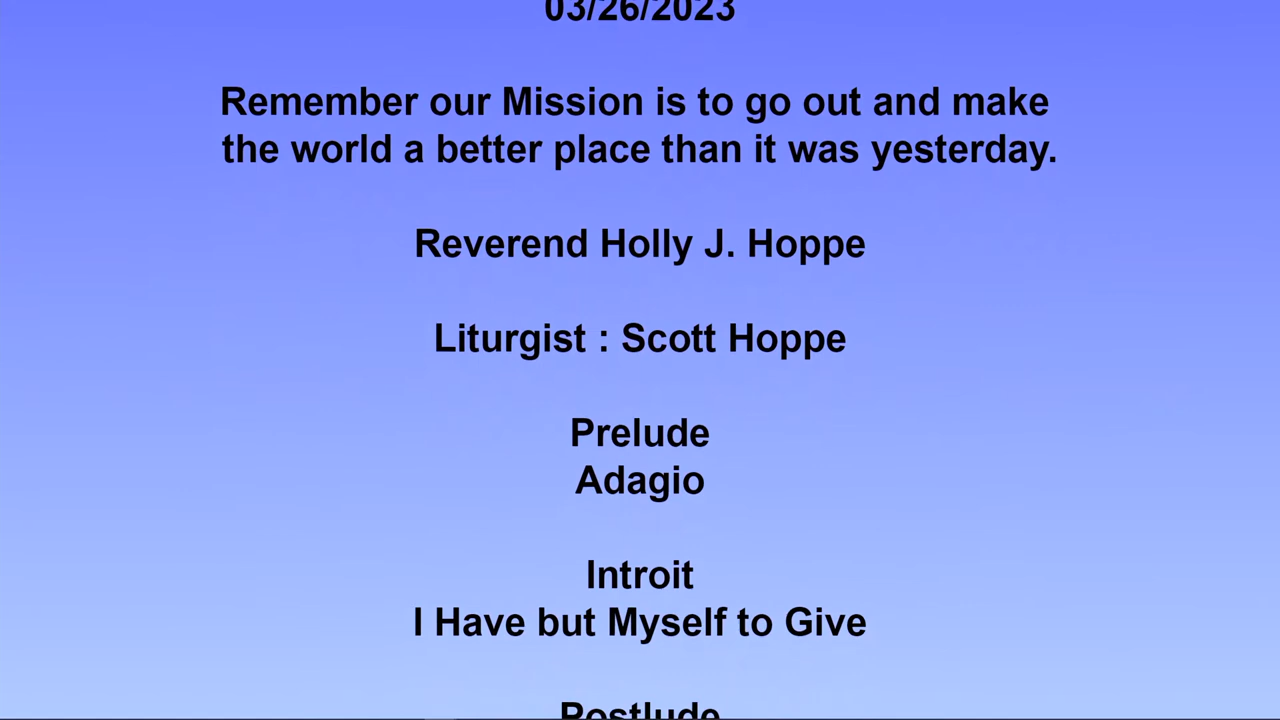 03/26/2023
Remember our Mission is to go out and make
the world a better place than it was yesterday.
Reverend Holly J. Hoppe
Liturgist : Scott Hoppe
Prelude
Adagio
Introit
I Have but Myself to Give
Postlude